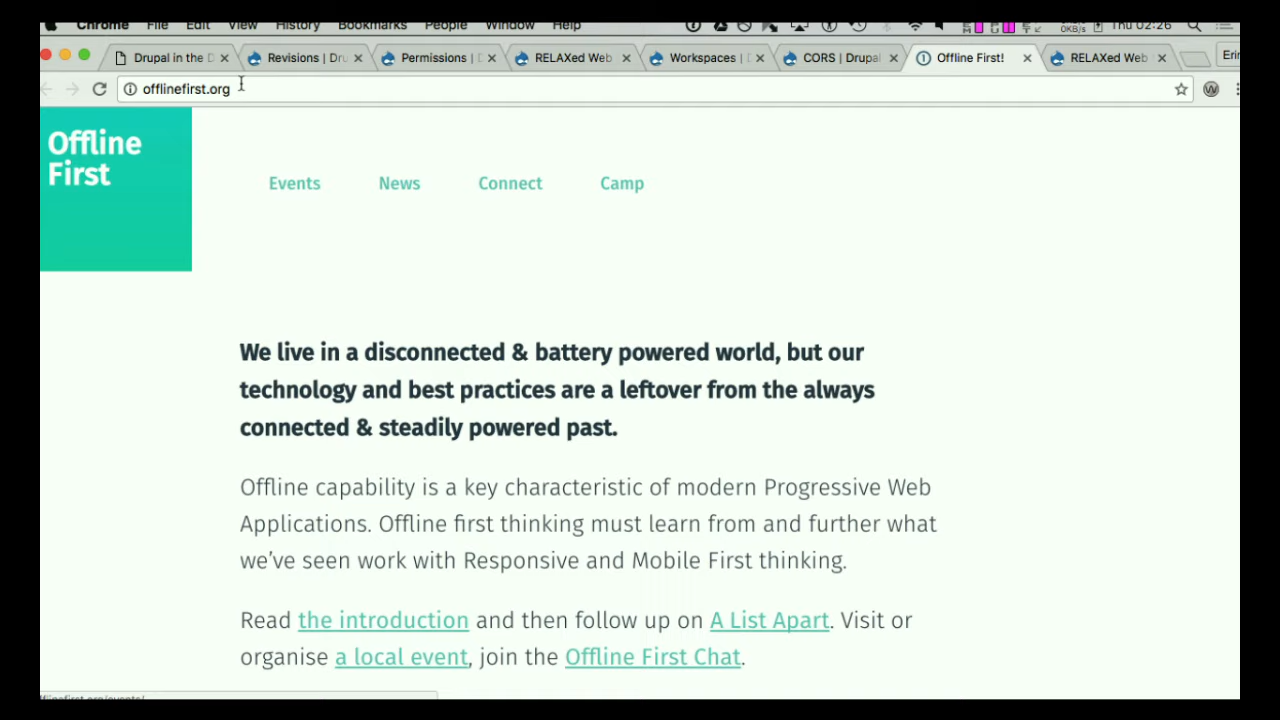 Chrome File Edit View History Bookmarks People Window Help Thu 02:26
Drupal in the D Revisions | Dru Permissions | D RELAXed Web Workspaces | D CORS | Drupal Offline First! RELAXed Web Erin
offlinefirst.org
Offline
First
Events News Connect Camp
We live in a disconnected & battery powered world, but our
technology and best practices are a leftover from the always
connected & steadily powered past.
Offline capability is a key characteristic of modern Progressive Web
Applications. Offline first thinking must learn from and further what
we've seen work with Responsive and Mobile First thinking.
Read the introduction and then follow up on A List Apart. Visit or
organise a local event, join the Offline First Chat.